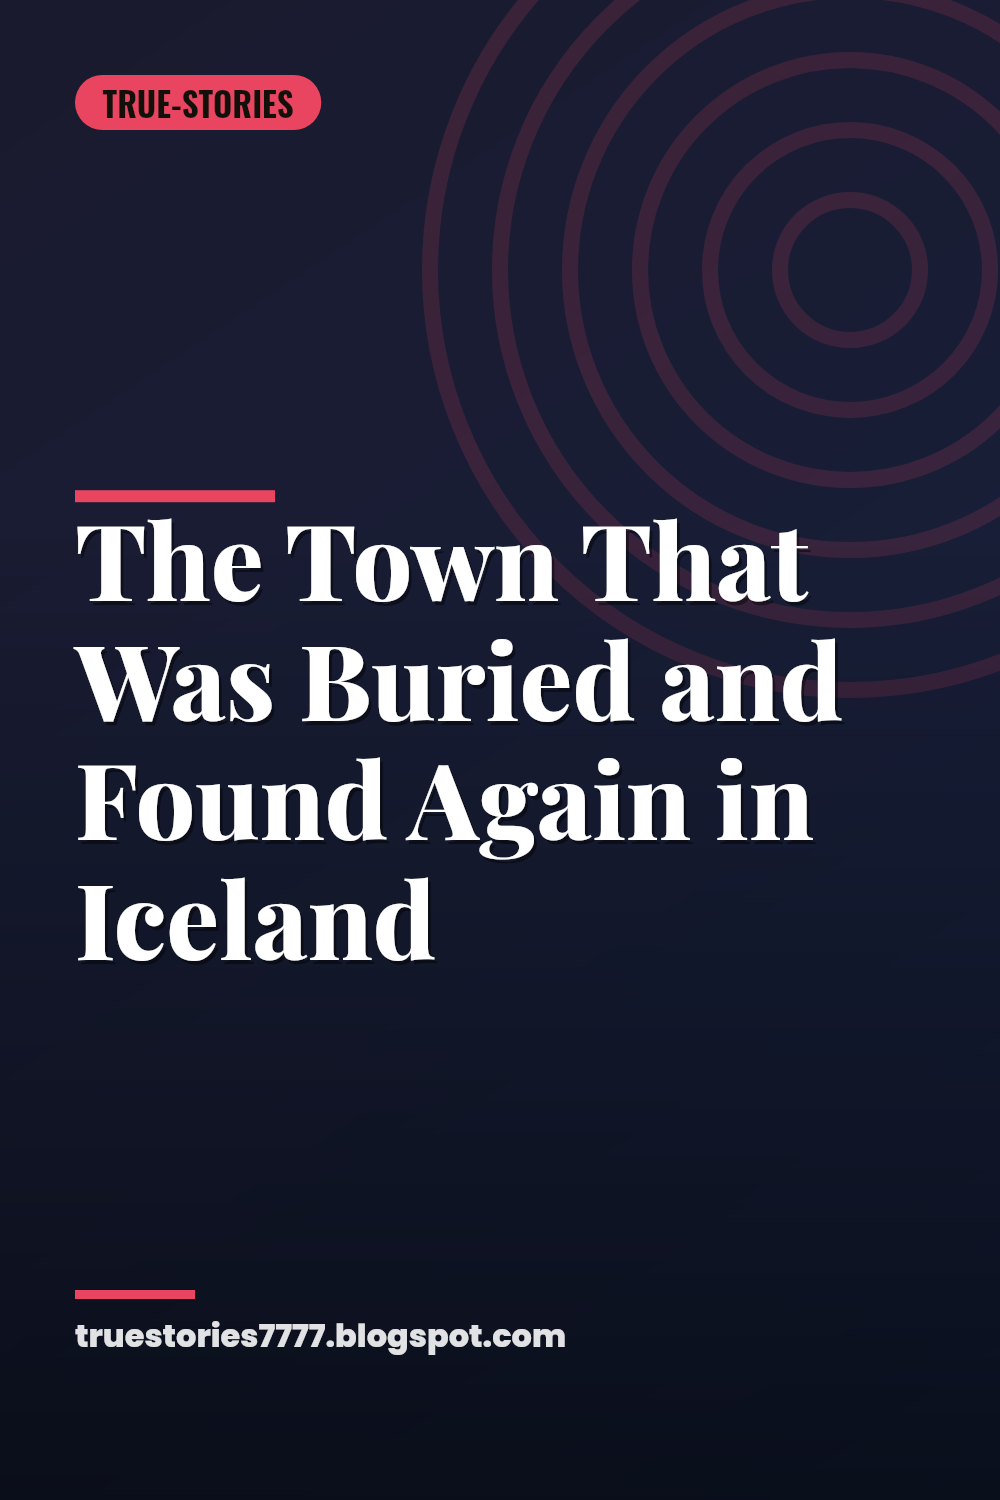 TRUE-STORIES
The Town That
Was Buried and
Found Again in
Iceland
truestories7777.blogspot.com